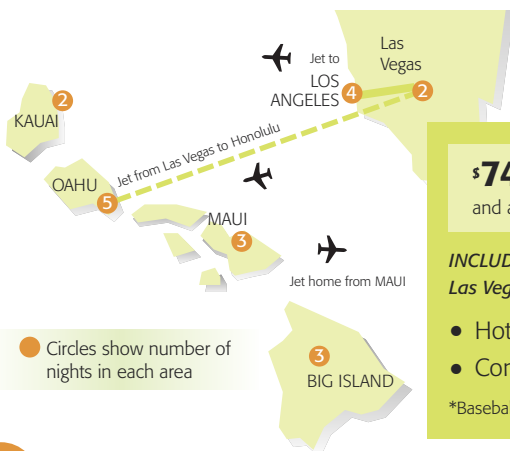 Jet to
LOS
ANGELES
4
Las
Vegas
2
2
KAUAI
Jet from Las Vegas to Honolulu
OAHU
5
MAUI
3
Jet home from MAUI
Circles show number of
nights in each area
3
BIG ISLAND
$74
and a
INCLUD
Las Veg
• Hot
• Con
*Baseba